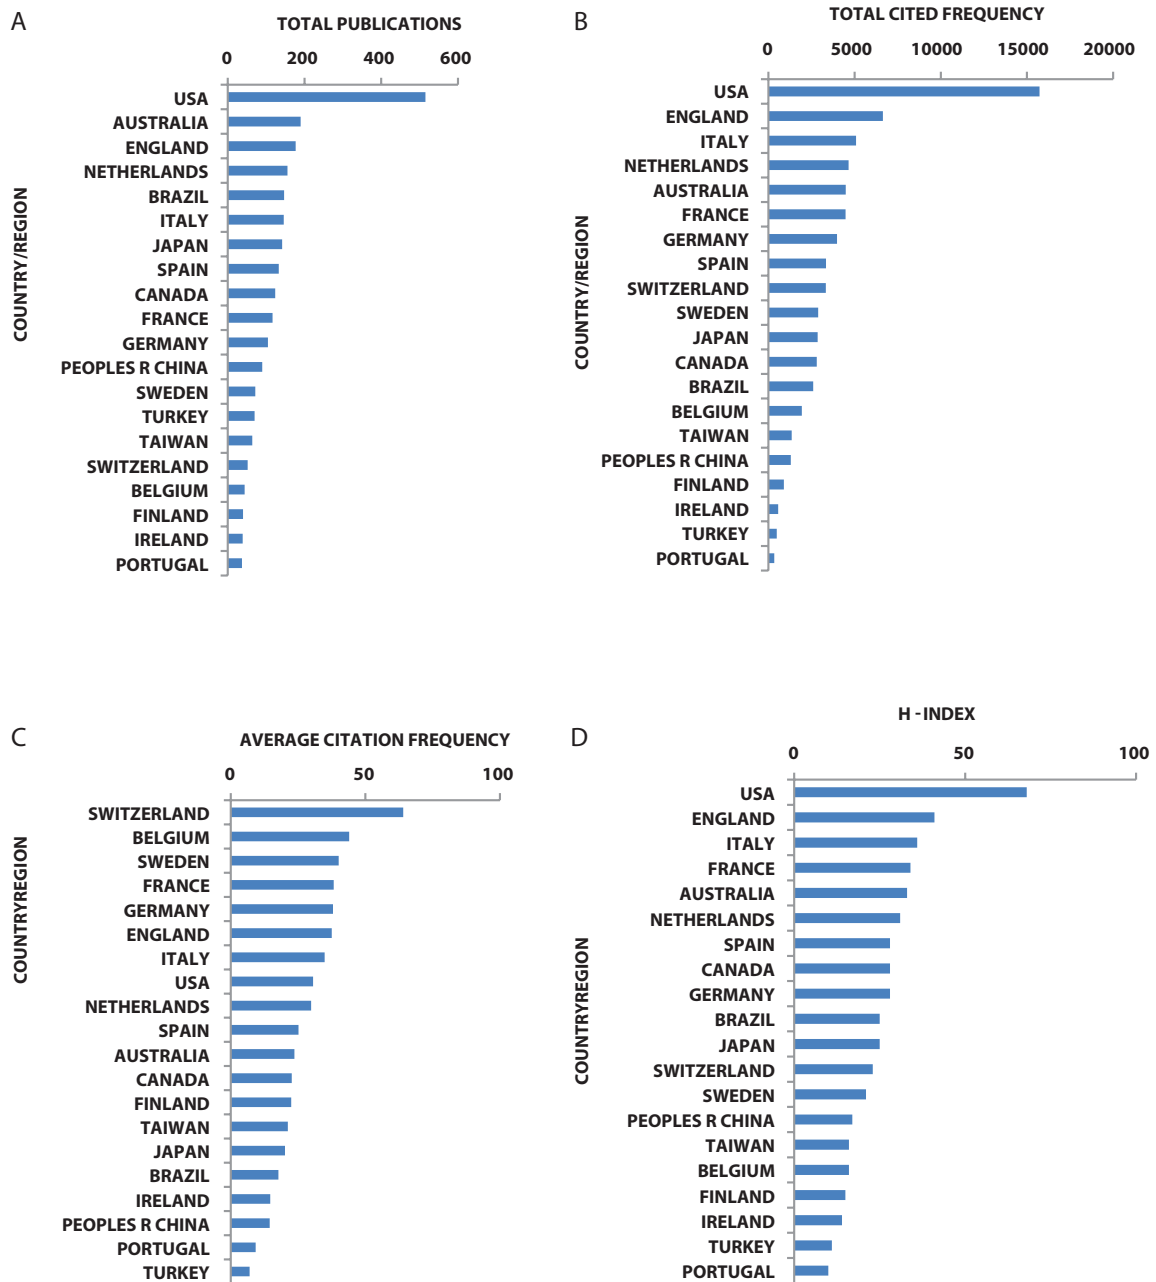 A
TOTAL PUBLICATIONS
0 200 400 600
COUNTRY/REGION
USA
AUSTRALIA
ENGLAND
NETHERLANDS
BRAZIL
ITALY
JAPAN
SPAIN
CANADA
FRANCE
GERMANY
PEOPLES R CHINA
SWEDEN
TURKEY
TAIWAN
SWITZERLAND
BELGIUM
FINLAND
IRELAND
PORTUGAL
B
TOTAL CITED FREQUENCY
0 5000 10000 15000 20000
COUNTRY/REGION
USA
ENGLAND
ITALY
NETHERLANDS
AUSTRALIA
FRANCE
GERMANY
SPAIN
SWITZERLAND
SWEDEN
JAPAN
CANADA
BRAZIL
BELGIUM
TAIWAN
PEOPLES R CHINA
FINLAND
IRELAND
TURKEY
PORTUGAL
C
AVERAGE CITATION FREQUENCY
0 50 100
COUNTRYREGION
SWITZERLAND
BELGIUM
SWEDEN
FRANCE
GERMANY
ENGLAND
ITALY
USA
NETHERLANDS
SPAIN
AUSTRALIA
CANADA
FINLAND
TAIWAN
JAPAN
BRAZIL
IRELAND
PEOPLES R CHINA
PORTUGAL
TURKEY
D
H - INDEX
0 50 100
COUNTRYREGION
USA
ENGLAND
ITALY
FRANCE
AUSTRALIA
NETHERLANDS
SPAIN
CANADA
GERMANY
BRAZIL
JAPAN
SWITZERLAND
SWEDEN
PEOPLES R CHINA
TAIWAN
BELGIUM
FINLAND
IRELAND
TURKEY
PORTUGAL